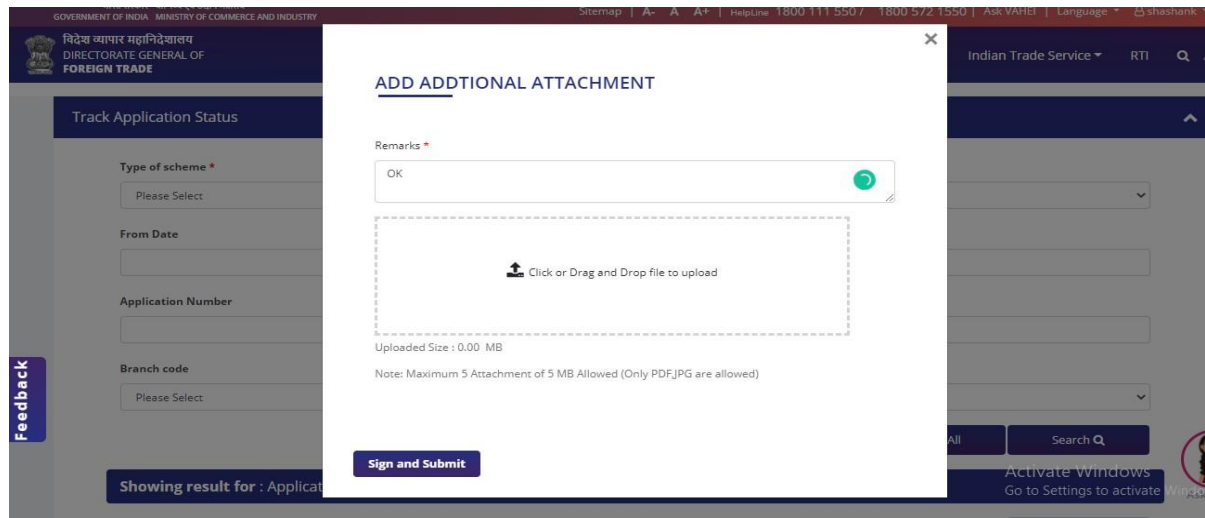 GOVERNMENT OF INDIA MINISTRY OF COMMERCE AND INDUSTRY
Sitemap | A- A A+ | HelpLine 1800 111 550 / 1800 572 1550 | Ask VAHEI | Language shashank
विदेश व्यापार महानिदेशालय
DIRECTORATE GENERAL OF
FOREIGN TRADE
Indian Trade Service RTI
ADD ADDTIONAL ATTACHMENT
Track Application Status
Remarks *
OK
Type of scheme *
Please Select
From Date
Click or Drag and Drop file to upload
Application Number
Uploaded Size : 0.00 MB
Branch code
Note: Maximum 5 Attachment of 5 MB Allowed (Only PDF,JPG are allowed)
Please Select
Feedback
All Search
Sign and Submit
Showing result for : Applicat
Activate Windows
Go to Settings to activate